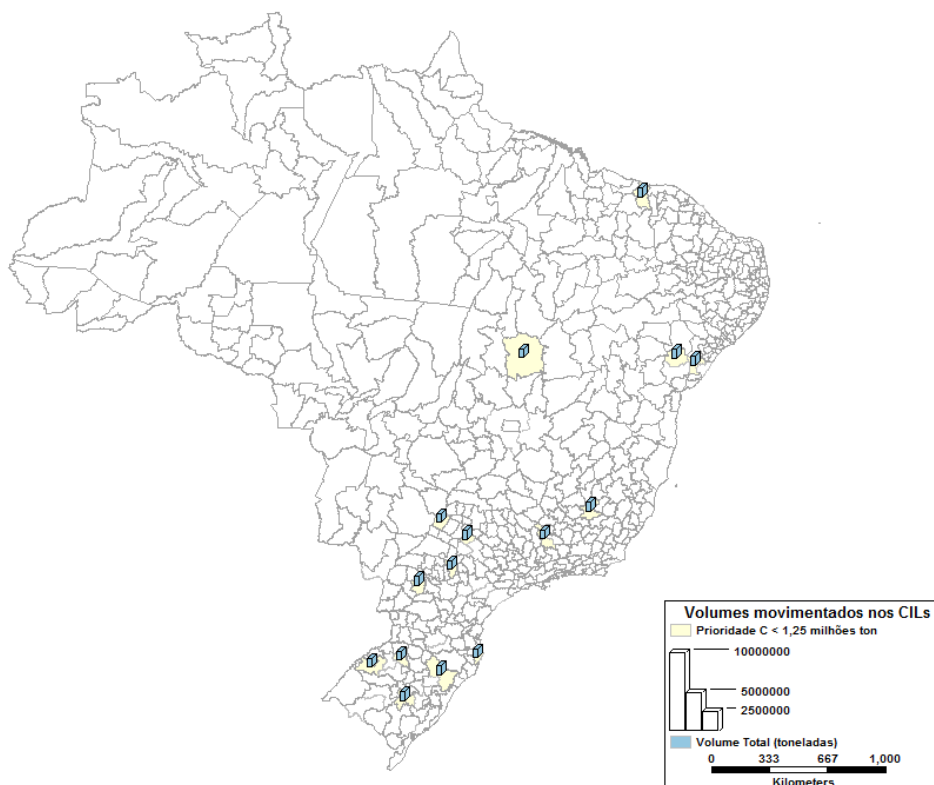 Volumes movimentados nos CILs
Prioridade C < 1,25 milhões ton
10000000
5000000
2500000
Volume Total (toneladas)
0 333 667 1,000
Kilometers